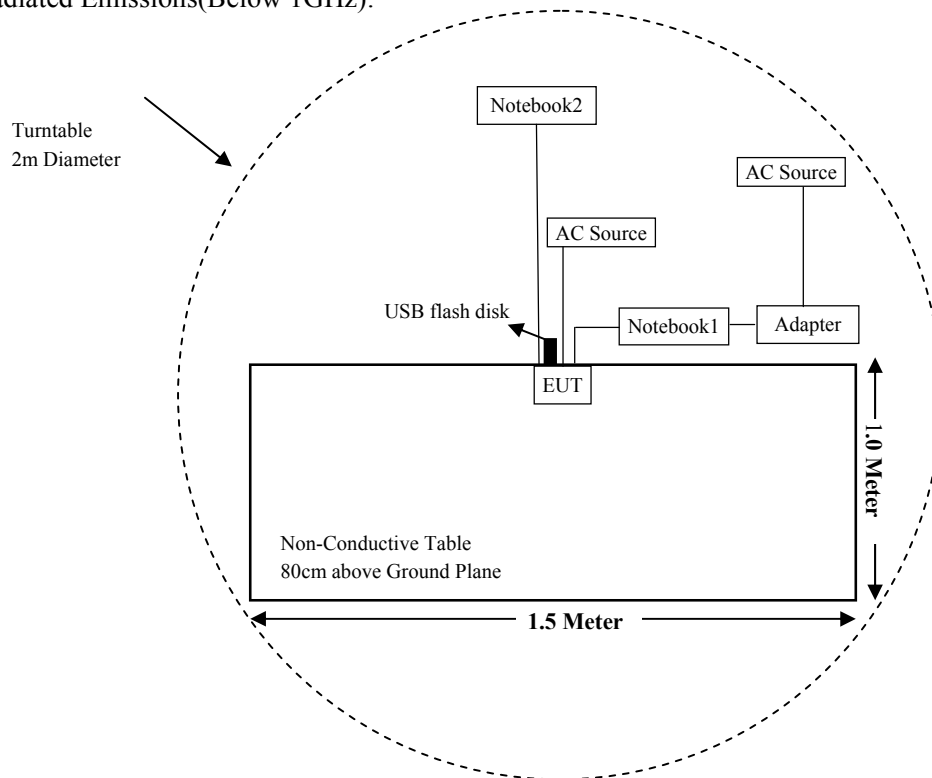 diated Emissions(Below 1GHz):
Notebook2
Turntable
2m Diameter
AC Source
AC Source
USB flash disk
Notebook1
Adapter
EUT
1.0 Meter
Non-Conductive Table
80cm above Ground Plane
1.5 Meter